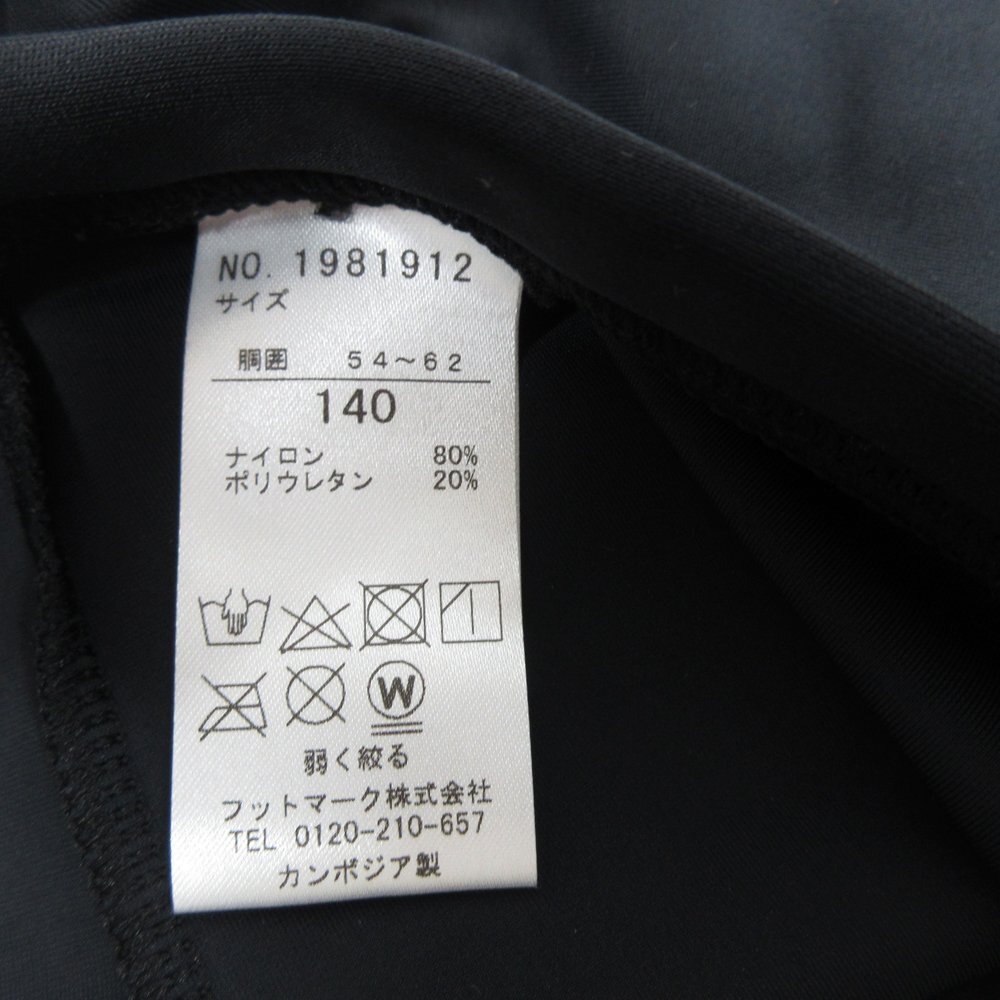 NO. 1981912
サイズ
胴囲 54〜62
140
ナイロン 80%
ポリウレタン 20%
W
弱く絞る
フットマーク株式会社
TEL 0120-210-657
カンボジア製